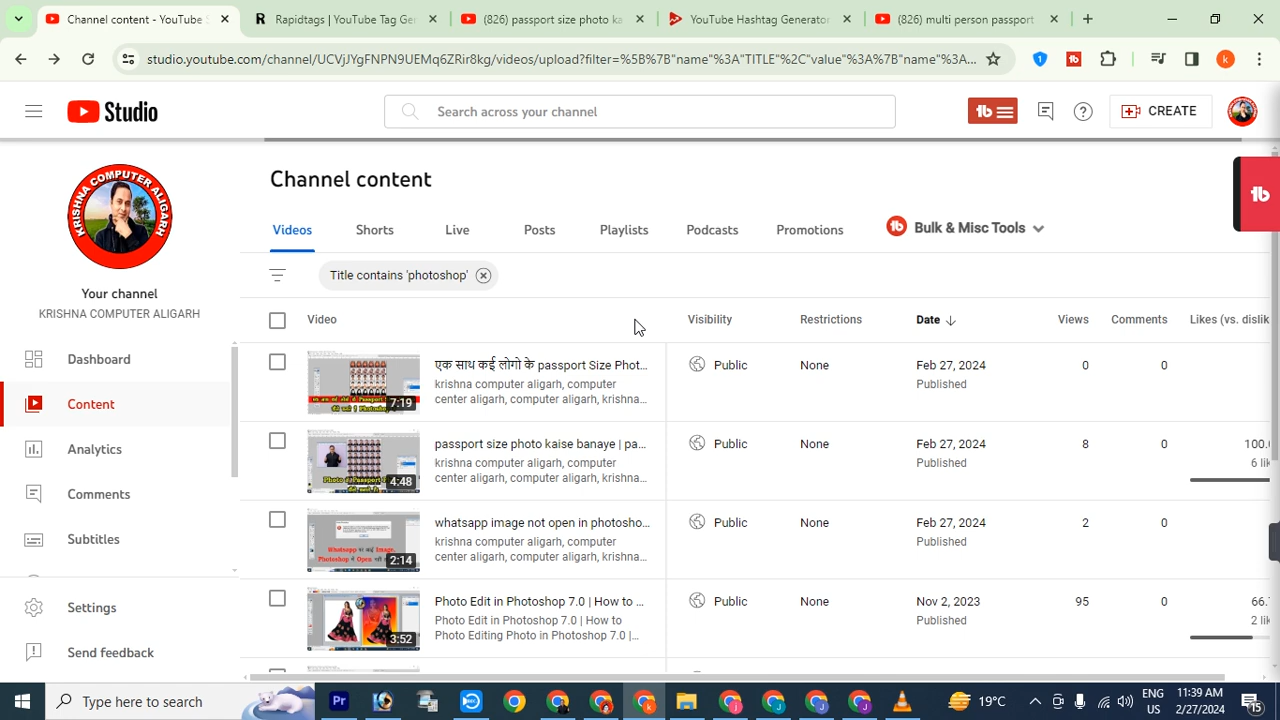 Channel content - YouTube S
Rapidtags | YouTube Tag Ge
(826) passport size photo ka
YouTube Hashtag Generator
(826) multi person passport
studio.youtube.com/channel/UCVjJYgFNPN9UEMq6ZRir8kg/videos/upload?filter=%5B%7B"name"%3A"TITLE"%2C"value"%3A%7B"name"%3A...
k
Studio
Search across your channel
CREATE
KRISHNA COMPUTER ALIGARH
Your channel
KRISHNA COMPUTER ALIGARH
Dashboard
Content
Analytics
Comments
Subtitles
Settings
Send feedback
Channel content
Videos Shorts Live Posts Playlists Podcasts Promotions Bulk & Misc Tools
Title contains 'photoshop'
Video Visibility Restrictions Date Views Comments Likes (vs. dislik
7:19
एक साथ कई लोगो के passport Size Phot...
krishna computer aligarh, computer
center aligarh, computer aligarh, krishna...
Public None Feb 27, 2024 0 0
Published
4:48
passport size photo kaise banaye | pa...
krishna computer aligarh, computer
center aligarh, computer aligarh, krishna...
Public None Feb 27, 2024 8 0 100.
Published 6 lik
Whatsapp पर कई Image,
2:14
whatsapp image not open in photosho...
krishna computer aligarh, computer
center aligarh, computer aligarh, krishna...
Public None Feb 27, 2024 2 0
Published
3:52
Photo Edit in Photoshop 7.0 | How to ...
Photo Edit in Photoshop 7.0 | How to
Photo Editing Photo in Photoshop 7.0 |...
Public None Nov 2, 2023 95 0 66.
Published 2 lik
Type here to search
19°C
ENG
11:39 AM
2/27/2024
15